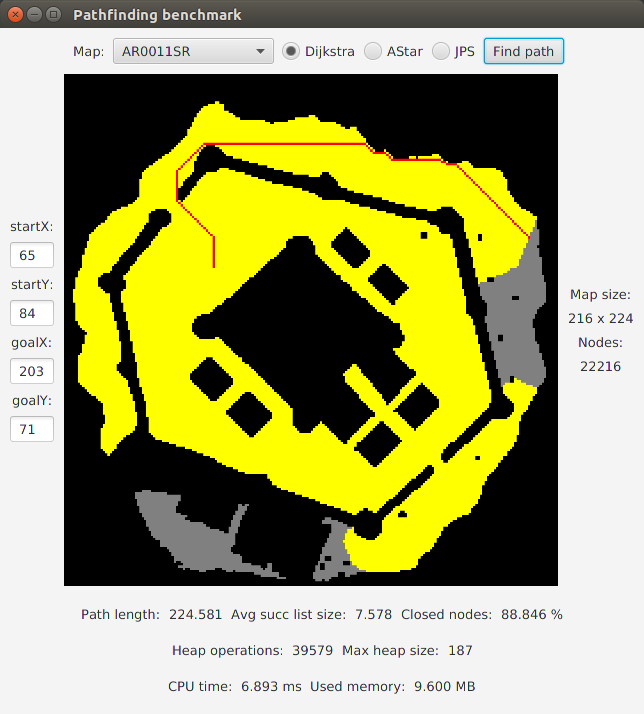 Pathfinding benchmark
Map: AR0011SR Dijkstra AStar JPS Find path
startX:
65
startY:
84
goalX:
203
goalY:
71
Map size:
216 x 224
Nodes:
22216
Path length: 224.581 Avg succ list size: 7.578 Closed nodes: 88.846 %
Heap operations: 39579 Max heap size: 187
CPU time: 6.893 ms Used memory: 9.600 MB